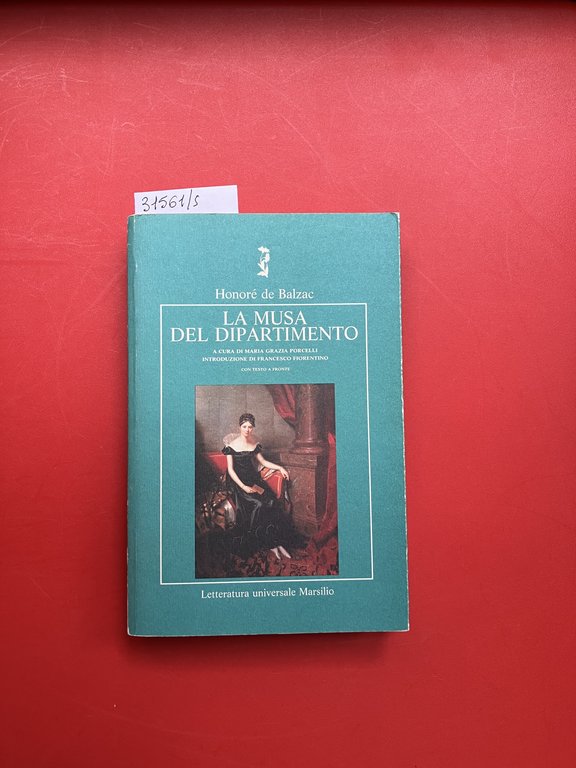 31561/s
Honoré de Balzac
LA MUSA
DEL DIPARTIMENTO
A CURA DI MARIA GRAZIA PORCELLI
INTRODUZIONE DI FRANCESCO FIORENTINO
CON TESTO A FRONTE
Letteratura universale Marsilio